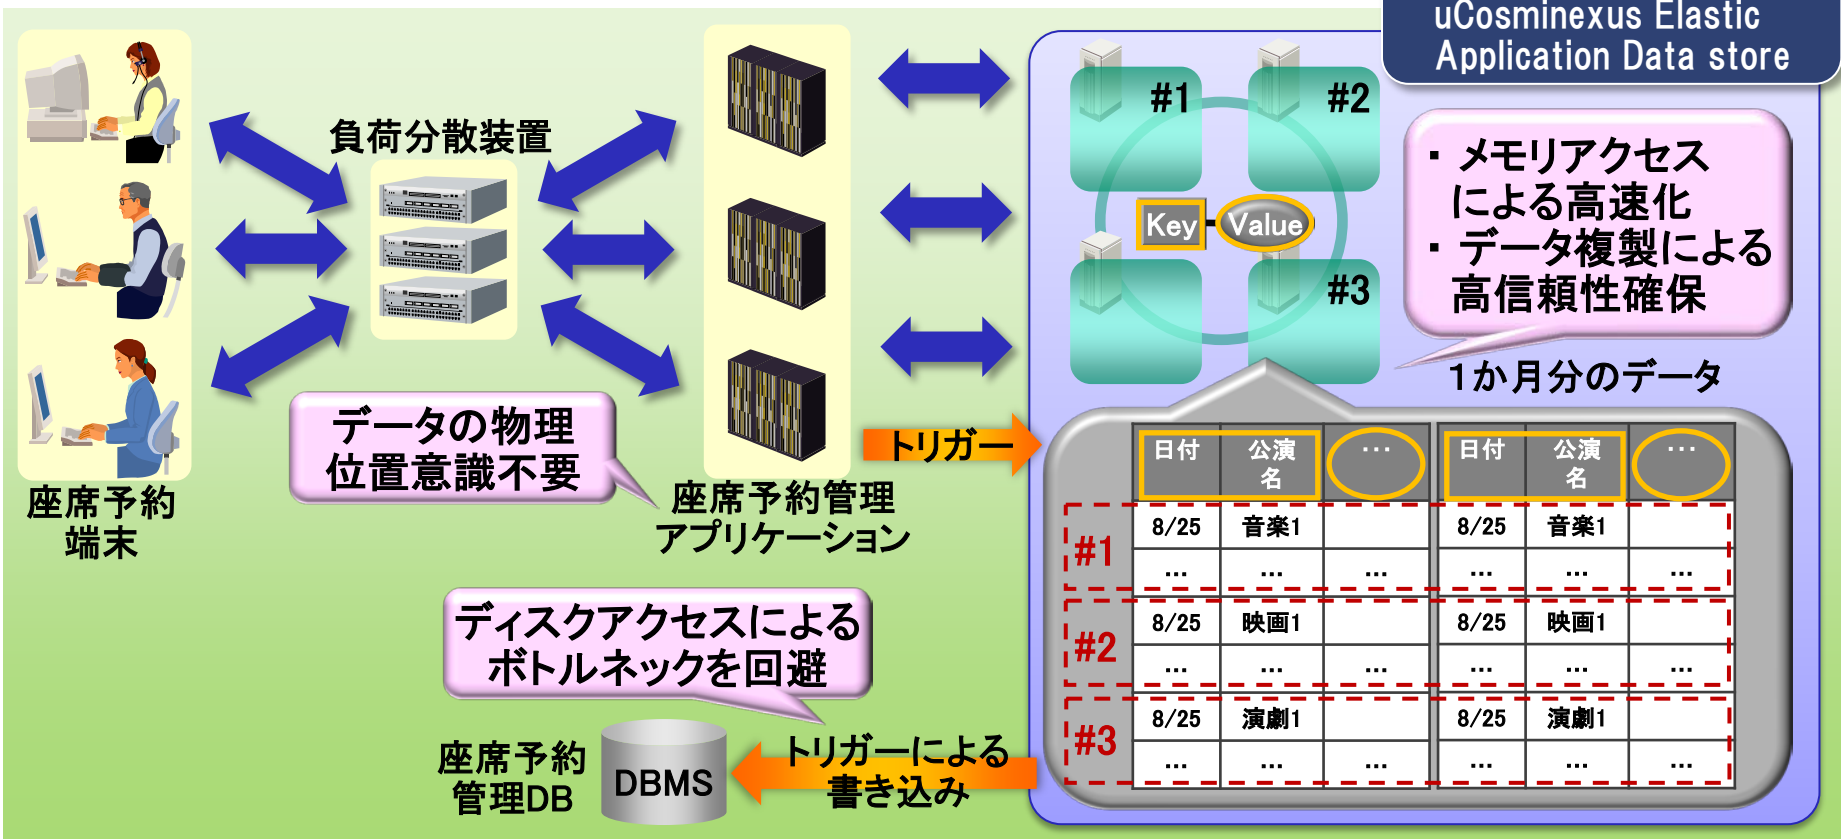 uCosminexus Elastic
Application Data store
負荷分散装置
#1
#2
#3
Key
Value
・メモリアクセス
による高速化
・データ複製による
高信頼性確保
1か月分のデータ
データの物理
位置意識不要
トリガー
座席予約
端末
座席予約管理
アプリケーション
日付 公演 … 日付 公演 …
名 名
#1
8/25 音楽1 8/25 音楽1
… … … … … …
#2
8/25 映画1 8/25 映画1
… … … … … …
#3
8/25 演劇1 8/25 演劇1
… … … … … …
ディスクアクセスによる
ボトルネックを回避
座席予約
管理DB
DBMS
トリガーによる
書き込み